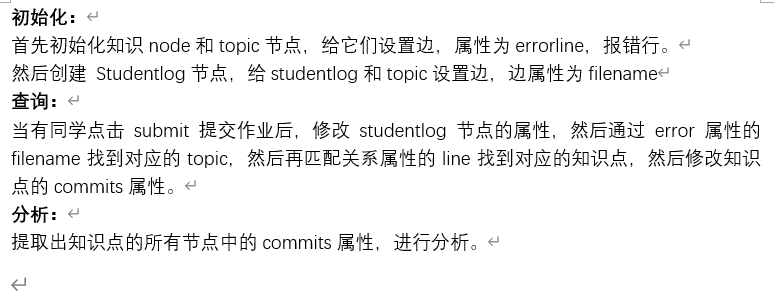 初始化：
首先初始化知识 node 和 topic 节点，给它们设置边，属性为 errorline，报错行。
然后创建 Studentlog 节点，给 studentlog 和 topic 设置边，边属性为 filename
查询：
当有同学点击 submit 提交作业后，修改 studentlog 节点的属性，然后通过 error 属性的
filename 找到对应的 topic，然后再匹配关系属性的 line 找到对应的知识点，然后修改知识
点的 commits 属性。
分析：
提取出知识点的所有节点中的 commits 属性，进行分析。